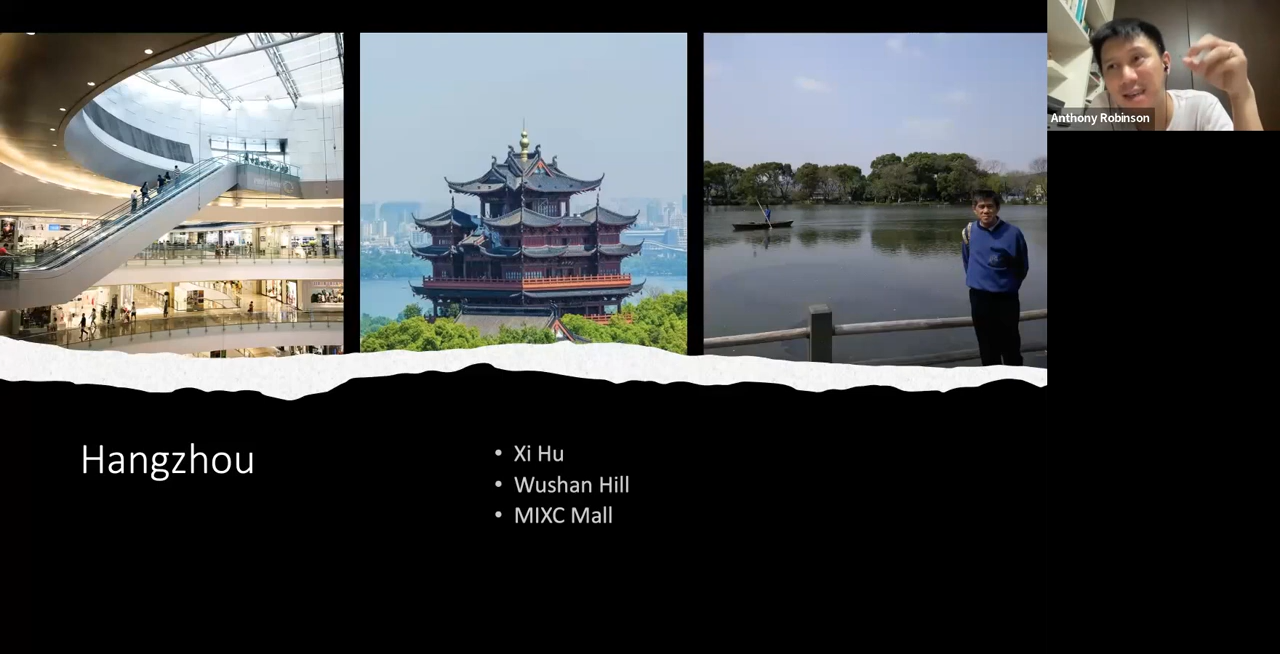 Anthony Robinson
Hangzhou
• Xi Hu
• Wushan Hill
• MIXC Mall